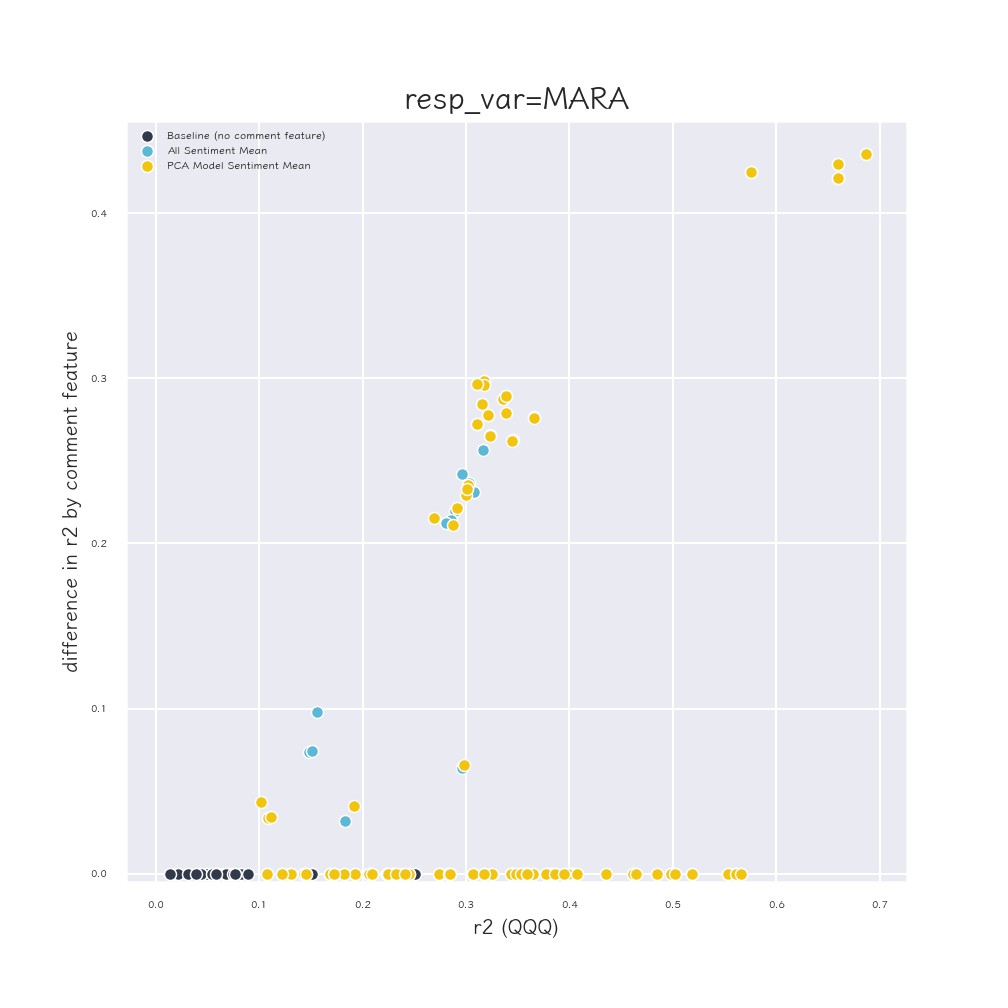 resp_var=MARA
Baseline (no comment feature)
All Sentiment Mean
PCA Model Sentiment Mean
difference in r2 by comment feature
0.4
0.3
0.2
0.1
0.0
0.0 0.1 0.2 0.3 0.4 0.5 0.6 0.7
r2 (QQQ)